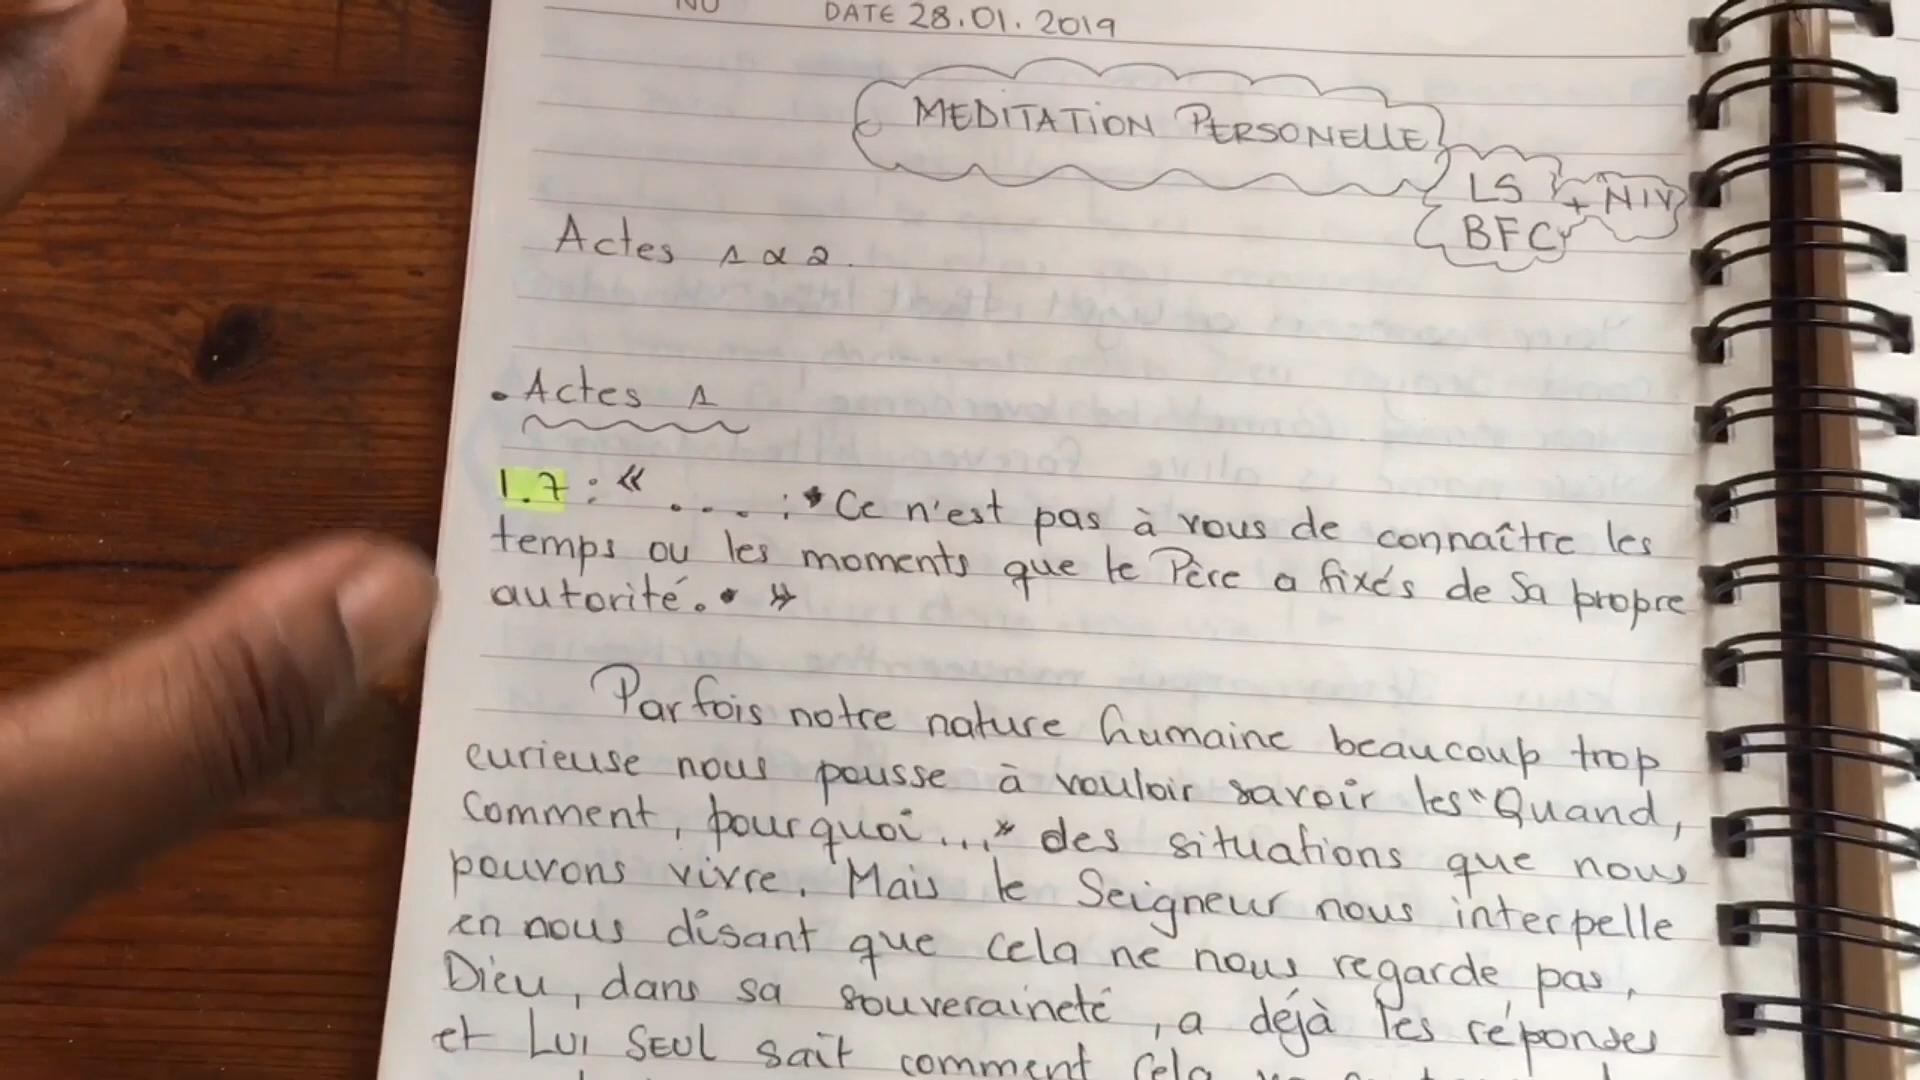 NO DATE 28.01.2019
MEDITATION PERSONELLE
LS + NIV
BFC
Actes 1 & 2.
• Actes 1
1.7 : « .... : " Ce n'est pas à vous de connaître les
temps ou les moments que le Père a fixés de Sa propre
autorité. " »
Parfois notre nature humaine beaucoup trop
curieuse nous pousse à vouloir savoir les "Quand,
comment, pourquoi..." des situations que nous
pouvons vivre. Mais le Seigneur nous interpelle
en nous disant que cela ne nous regarde pas,
Dieu, dans sa souveraineté, a déjà les réponses
et LUI SEUL sait comment cela